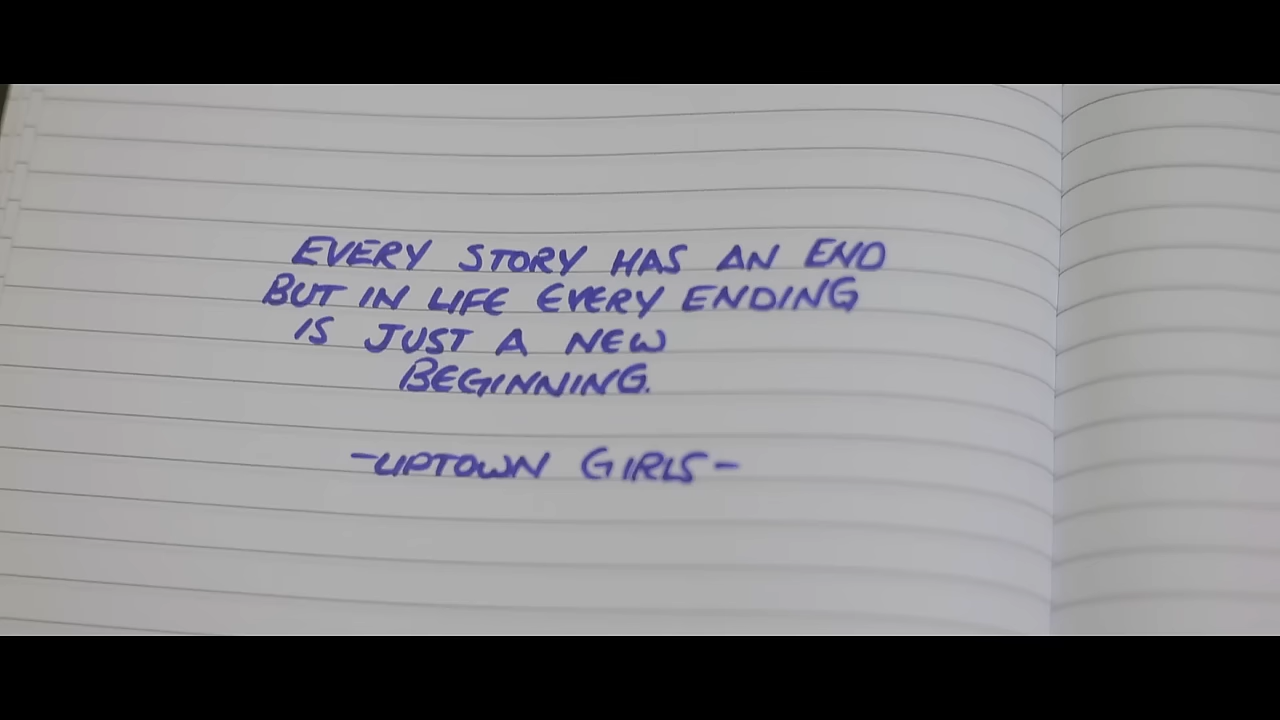 EVERY STORY HAS AN END
BUT IN LIFE EVERY ENDING
IS JUST A NEW
BEGINNING.
-UPTOWN GIRLS-